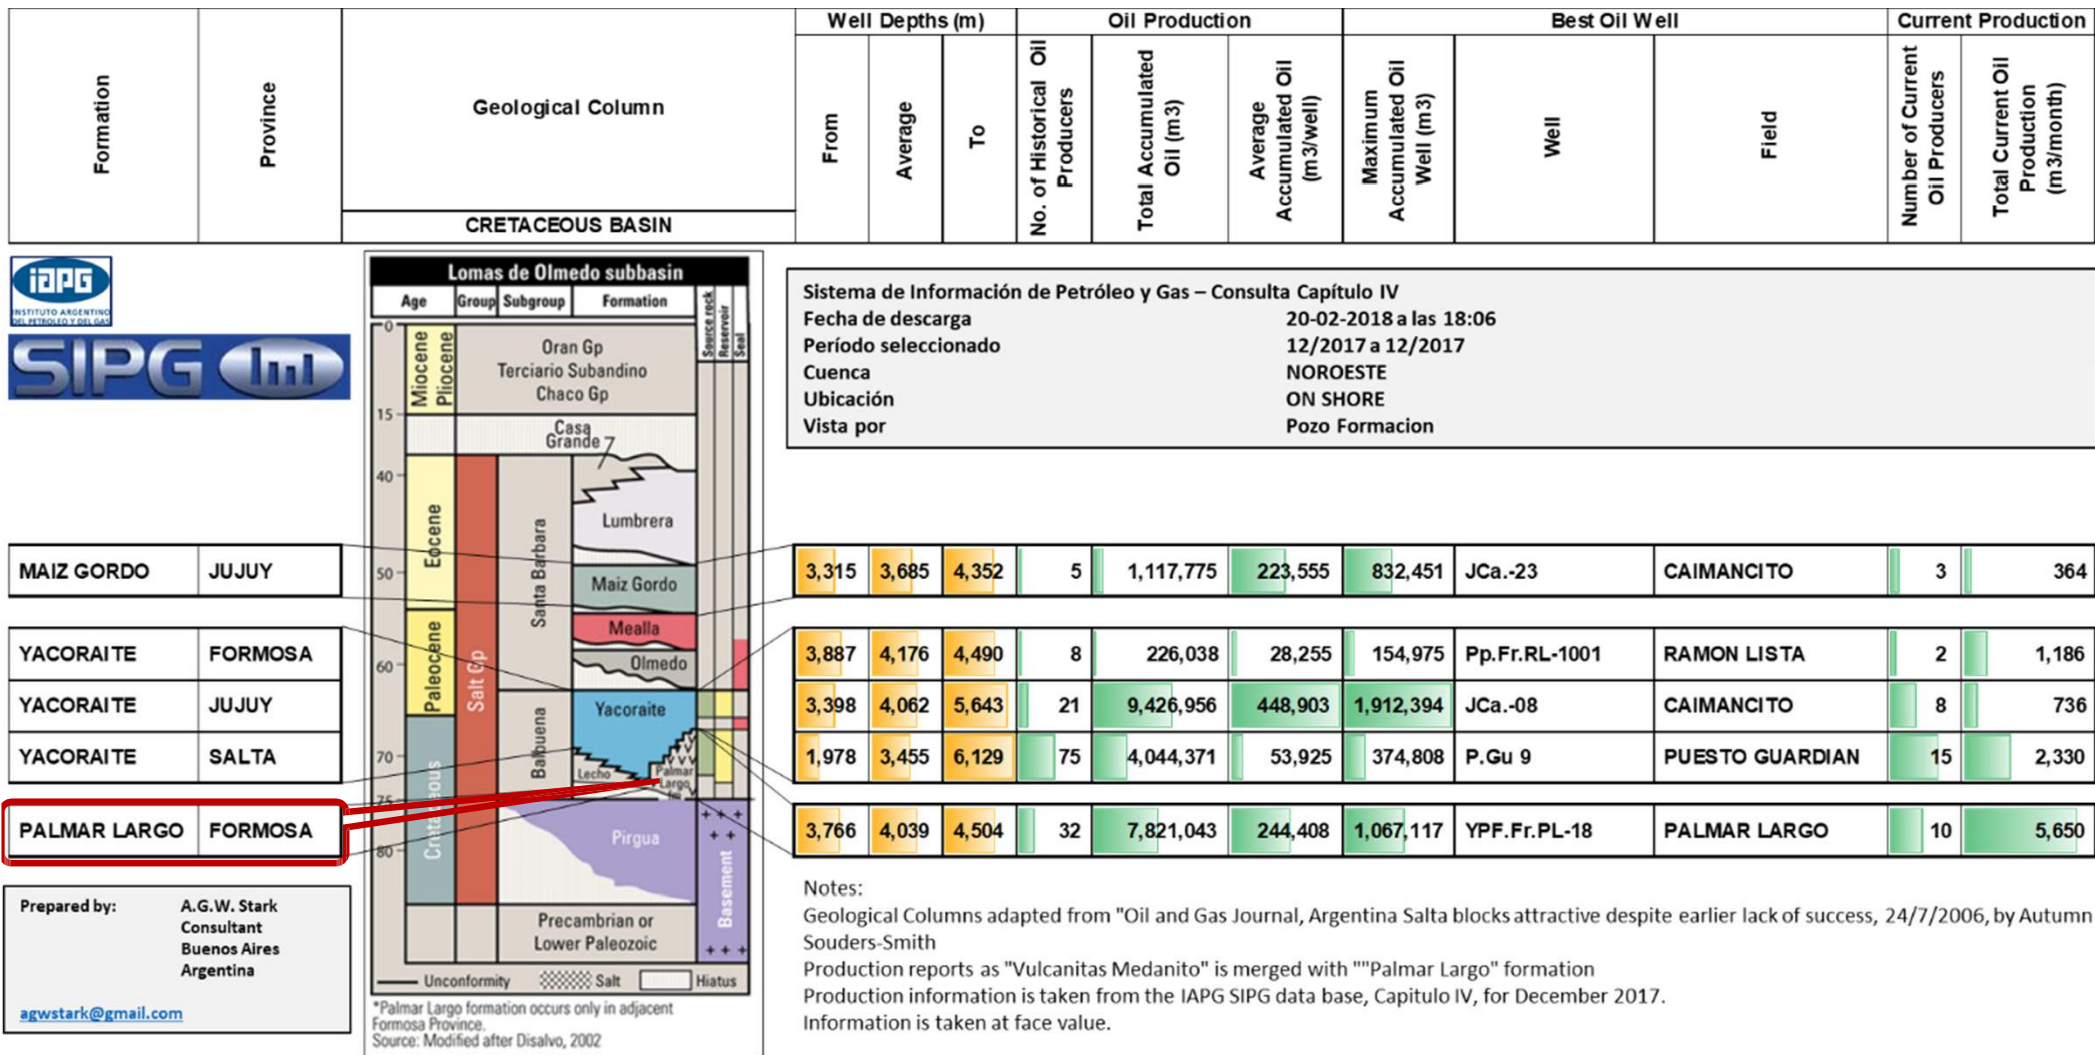 Well Depths (m)
Oil Production
Best Oil Well
Current Production
Formation
Province
Geological Column
CRETACEOUS BASIN
From
Average
To
No. of Historical Oil
Producers
Total Accumulated
Oil (m3)
Average
Accumulated Oil
(m3/well)
Maximum
Accumulated Oil
Well (m3)
Well
Field
Number of Current
Oil Producers
Total Current Oil
Production
(m3/month)
iapg
INSTITUTO ARGENTINO
DEL PETROLEO Y DEL GAS
SIPG
Lomas de Olmedo subbasin
Age Group Subgroup Formation
Source rock
Reservoir
Seal
0
Miocene
Pliocene
Oran Gp
Terciario Subandino
Chaco Gp
15
Casa
Grande
40
Eocene
Salt Gp
Santa Barbara
Lumbrera
50
Maiz Gordo
Paleocene
Mealla
60
Olmedo
Balbuena
Yacoraite
70
Cretaceous
Lecho
Palmar
Largo
fm
75
Pirgua
80
Basement
Precambrian or
Lower Paleozoic
Unconformity Salt Hiatus
*Palmar Largo formation occurs only in adjacent
Formosa Province.
Source: Modified after Disalvo, 2002
Sistema de Información de Petróleo y Gas – Consulta Capítulo IV
Fecha de descarga 20-02-2018 a las 18:06
Período seleccionado 12/2017 a 12/2017
Cuenca NOROESTE
Ubicación ON SHORE
Vista por Pozo Formacion
MAIZ GORDO JUJUY 3,315 3,685 4,352 5 1,117,775 223,555 832,451 JCa.-23 CAIMANCITO 3 364
YACORAITE FORMOSA 3,887 4,176 4,490 8 226,038 28,255 154,975 Pp.Fr.RL-1001 RAMON LISTA 2 1,186
YACORAITE JUJUY 3,398 4,062 5,643 21 9,426,956 448,903 1,912,394 JCa.-08 CAIMANCITO 8 736
YACORAITE SALTA 1,978 3,455 6,129 75 4,044,371 53,925 374,808 P.Gu 9 PUESTO GUARDIAN 15 2,330
PALMAR LARGO FORMOSA 3,766 4,039 4,504 32 7,821,043 244,408 1,067,117 YPF.Fr.PL-18 PALMAR LARGO 10 5,650
Prepared by: A.G.W. Stark
Consultant
Buenos Aires
Argentina
agwstark@gmail.com
Notes:
Geological Columns adapted from "Oil and Gas Journal, Argentina Salta blocks attractive despite earlier lack of success, 24/7/2006, by Autumn
Souders-Smith
Production reports as "Vulcanitas Medanito" is merged with ""Palmar Largo" formation
Production information is taken from the IAPG SIPG data base, Capitulo IV, for December 2017.
Information is taken at face value.